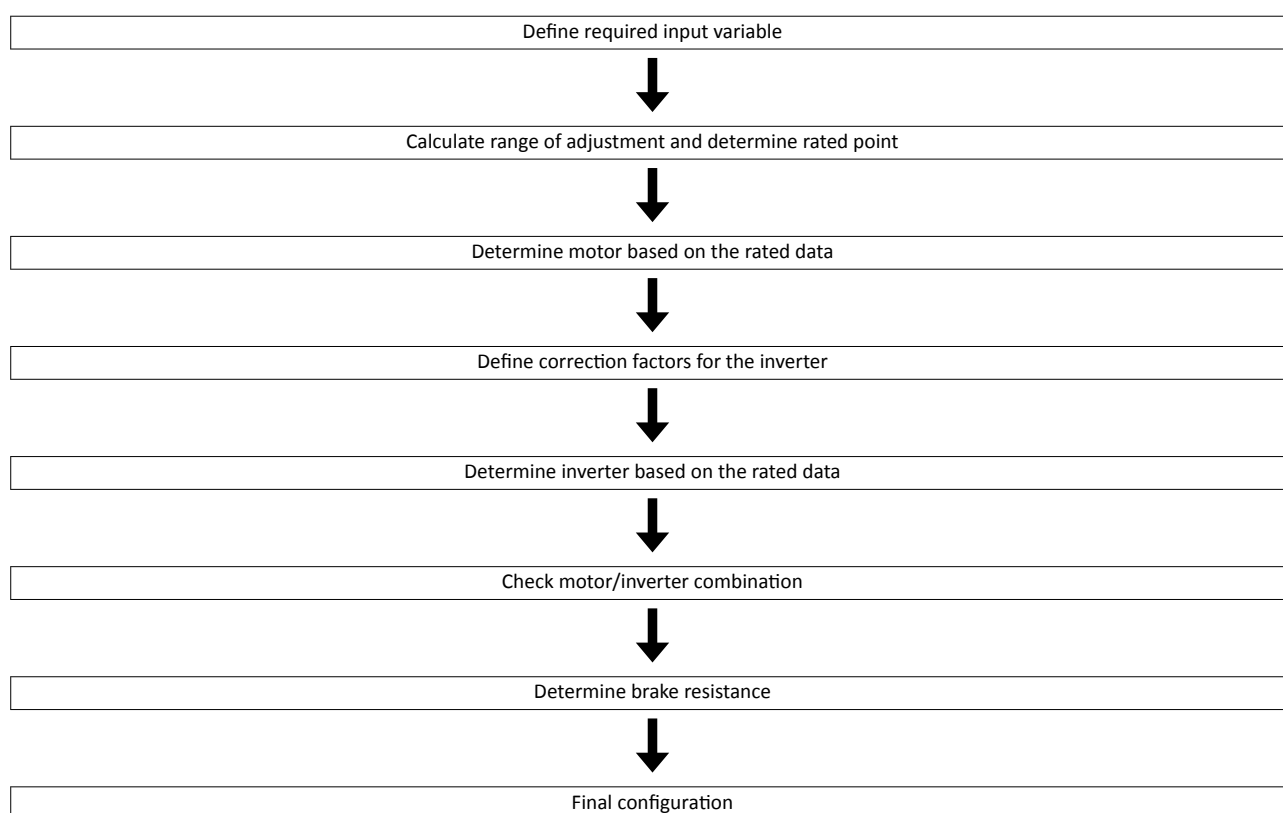 Define required input variable
Calculate range of adjustment and determine rated point
Determine motor based on the rated data
Define correction factors for the inverter
Determine inverter based on the rated data
Check motor/inverter combination
Determine brake resistance
Final configuration